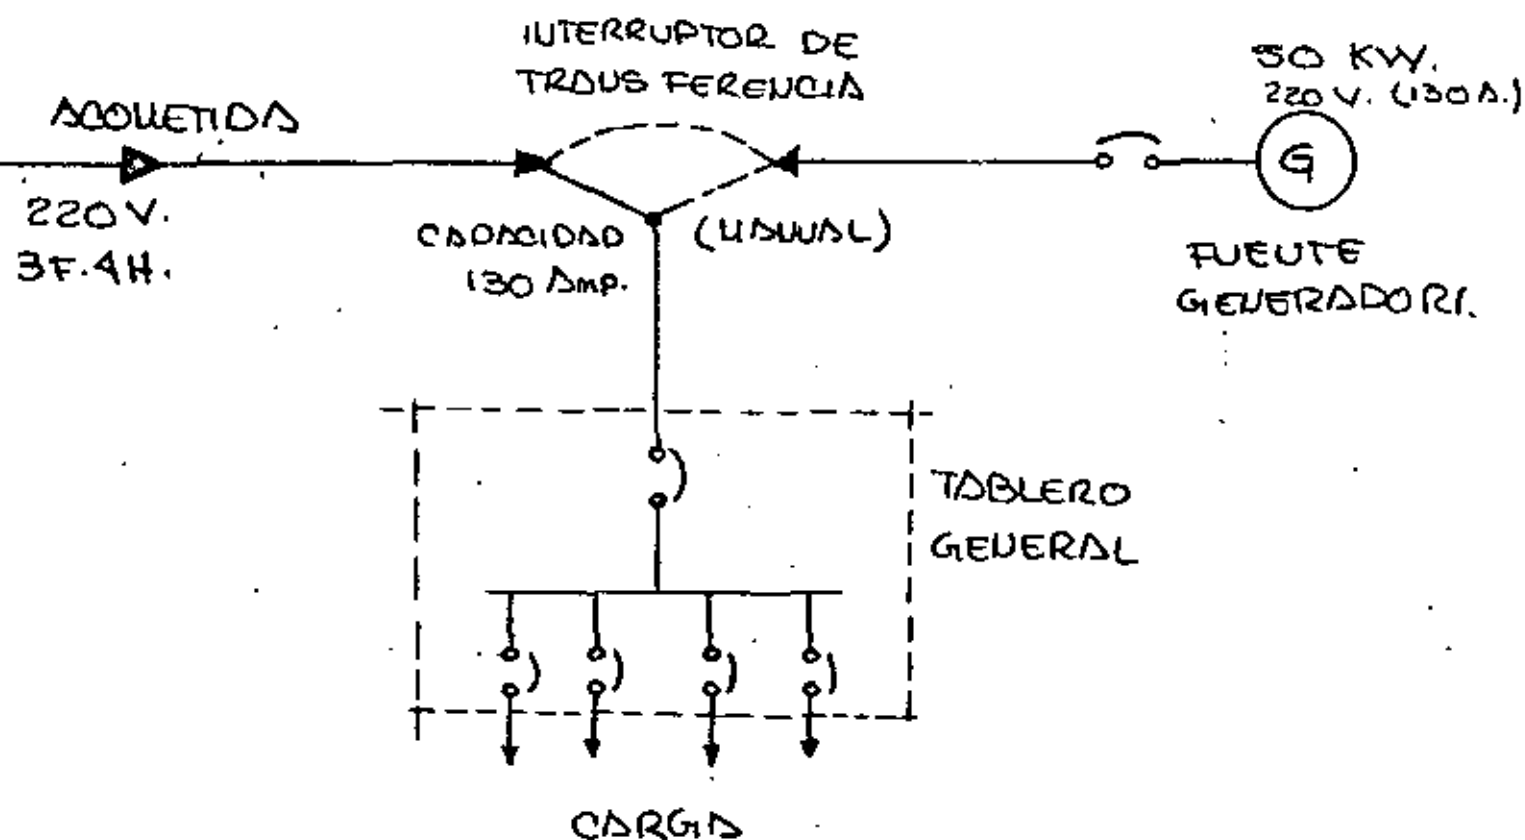 INTERRUPTOR DE
TRANSFERENCIA
50 KW.
220 V. (130 A.)
ACOMETIDA
G
220 V.
3F. 4H.
CAPACIDAD
130 Amp.
(MANUAL)
FUENTE
GENERADORA.
TABLERO
GENERAL
CARGA